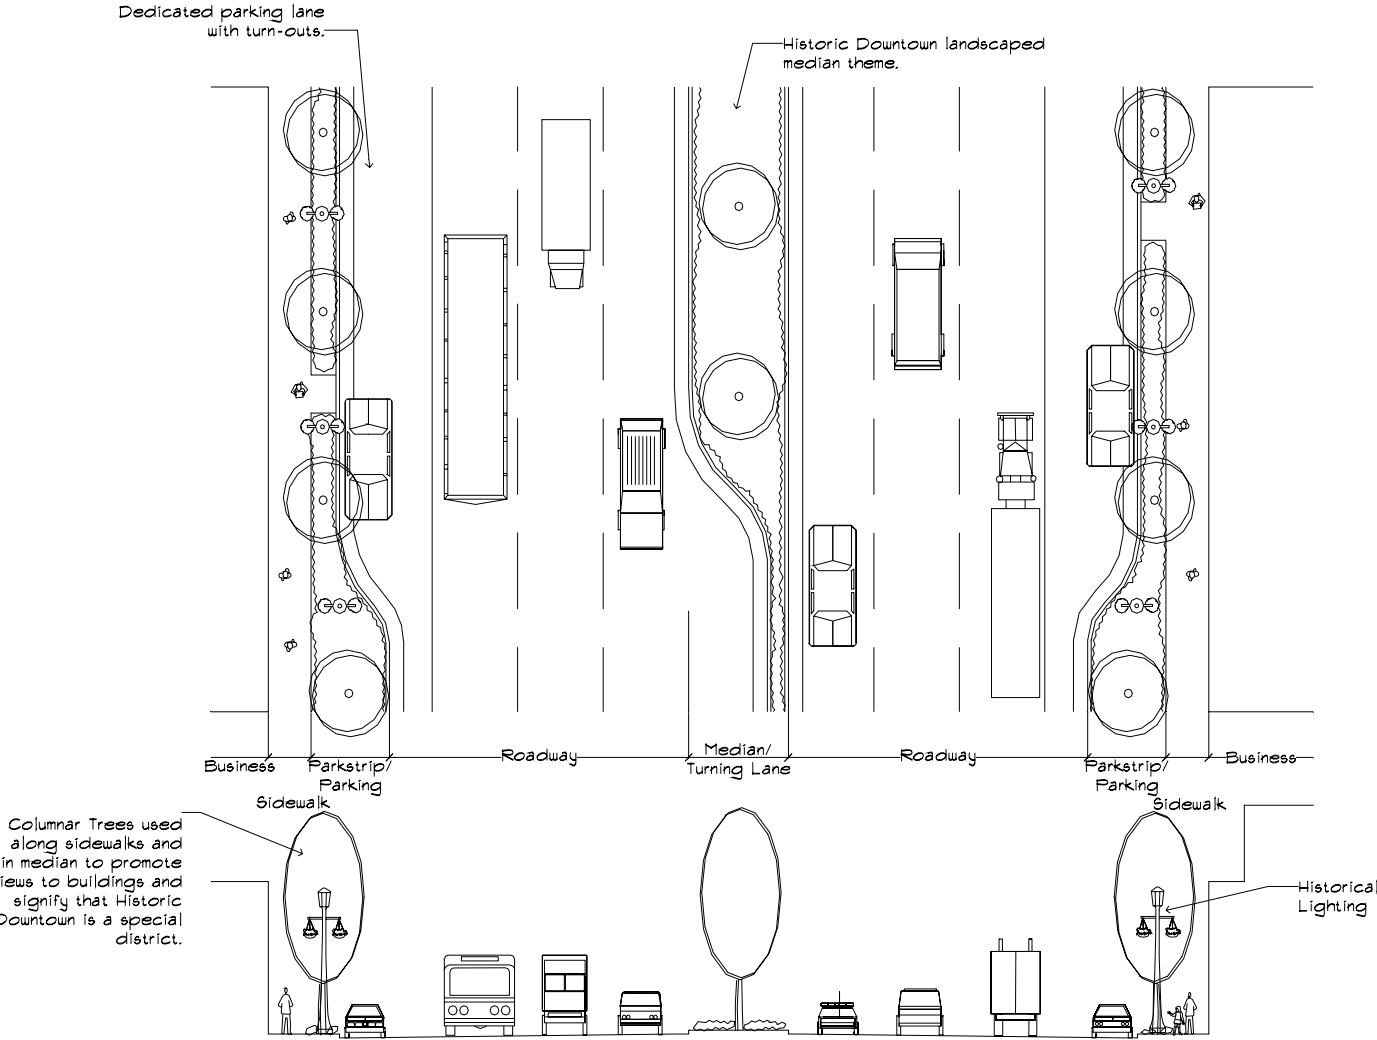 Dedicated parking lane
with turn-outs.
Historic Downtown landscaped
median theme.
Business
Parkstrip/
Parking
Sidewalk
Roadway
Median/
Turning Lane
Roadway
Parkstrip/
Parking
Sidewalk
Business
Columnar Trees used
along sidewalks and
in median to promote
iews to buildings and
signify that Historic
Downtown is a special
district.
Historical
Lighting